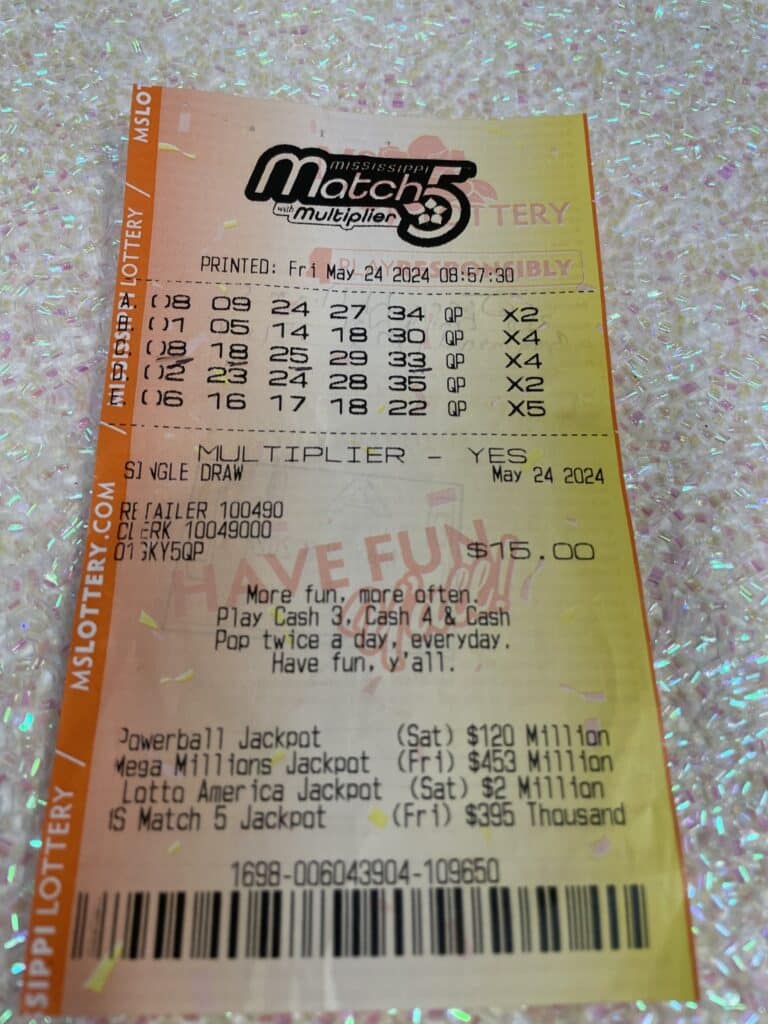 MISSISSIPPI
Match 5
with Multiplier
LOTTERY
PLAY RESPONSIBLY
PRINTED: Fri May 24 2024 08:57:30
A. 08 09 24 27 34 QP X2
B. 01 05 14 18 30 QP X4
C. 08 18 25 29 33 QP X4
D. 02 23 24 28 35 QP X2
E. 06 16 17 18 22 QP X5
MULTIPLIER - YES
SINGLE DRAW May 24 2024
RETAILER 100490
CLERK 10049000
$15.00
HAVE FUN
More fun, more often.
Play Cash 3, Cash 4 & Cash
Pop twice a day, everyday.
Have fun, y'all.
Powerball Jackpot (Sat) $120 Million
Mega Millions Jackpot (Fri) $453 Million
Lotto America Jackpot (Sat) $2 Million
MS Match 5 Jackpot (Fri) $395 Thousand
1698-006043904-109650
MSLOT
MISSISSIPPI LOTTERY /
/ MSLOTTERY.COM
SIPPI LOTTERY /